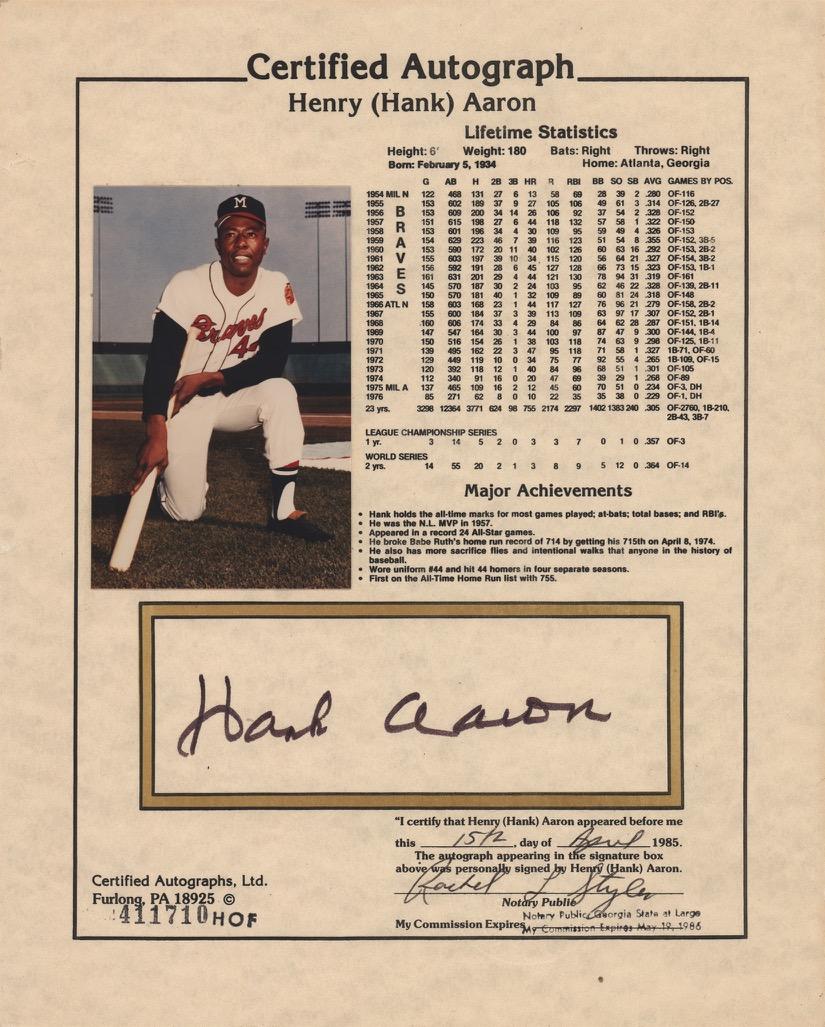 Certified Autograph
Henry (Hank) Aaron
Lifetime Statistics
Height: 6' Weight: 180 Bats: Right Throws: Right
Born: February 5, 1934 Home: Atlanta, Georgia
G AB H 2B 3B HR R RBI BB SO SB AVG GAMES BY POS.
1954 MIL N 122 468 131 27 6 13 58 69 28 39 2 .280 OF-116
1955 153 602 189 37 9 27 105 106 49 61 3 .314 OF-126, 2B-27
1956 153 609 200 34 14 26 106 92 37 54 2 .328 OF-152
1957 151 615 198 27 6 44 118 132 57 58 1 .322 OF-150
1958 153 601 196 34 4 30 109 95 59 49 4 .326 OF-153
1959 154 629 223 46 7 39 116 123 51 54 8 .355 OF-152, 3B-5
1960 153 590 172 20 11 40 102 126 60 63 16 .292 OF-153, 2B-2
1961 155 603 197 39 10 34 115 120 56 64 21 .327 OF-154, 3B-2
1962 156 592 191 28 6 45 127 128 66 73 15 .323 OF-153, 1B-1
1963 161 631 201 29 4 44 121 130 78 94 31 .319 OF-161
1964 145 570 187 30 2 24 103 95 62 46 22 .328 OF-139, 2B-11
1965 150 570 181 40 1 32 109 89 60 81 24 .318 OF-148
1966 ATL N 158 603 168 23 1 44 117 127 76 96 21 .279 OF-158, 2B-2
1967 155 600 184 37 3 39 113 109 63 97 17 .307 OF-152, 2B-1
1968 160 606 174 33 4 29 84 86 64 62 28 .287 OF-151, 1B-14
1969 147 547 164 30 3 44 100 97 87 47 9 .300 OF-144, 1B-4
1970 150 516 154 26 1 38 103 118 74 63 9 .298 OF-125, 1B-11
1971 139 495 162 22 3 47 95 118 71 58 1 .327 1B-71, OF-60
1972 129 449 119 10 0 34 75 77 92 55 4 .265 1B-109, OF-15
1973 120 392 118 12 1 40 84 96 68 51 1 .301 OF-105
1974 112 340 91 16 0 20 47 69 39 29 1 .268 OF-89
1975 MIL A 137 465 109 16 2 12 45 60 70 51 0 .234 OF-3, DH
1976 85 271 62 8 0 10 22 35 35 38 0 .229 OF-1, DH
23 yrs. 3298 12364 3771 624 98 755 2174 2297 1402 1383 240 .305 OF-2760, 1B-210,
2B-43, 3B-7
BRAVES
LEAGUE CHAMPIONSHIP SERIES
1 yr. 3 14 5 2 0 3 3 7 0 1 0 .357 OF-3
WORLD SERIES
2 yrs. 14 55 20 2 1 3 8 9 5 12 0 .364 OF-14
M
Braves
44
Major Achievements
• Hank holds the all-time marks for most games played; at-bats; total bases; and RBI's.
• He was the N.L. MVP in 1957.
• Appeared in a record 24 All-Star games.
• He broke Babe Ruth's home run record of 714 by getting his 715th on April 8, 1974.
• He also has more sacrifice flies and intentional walks that anyone in the history of
baseball.
• Wore uniform #44 and hit 44 homers in four separate seasons.
• First on the All-Time Home Run list with 755.
Hank Aaron
"I certify that Henry (Hank) Aaron appeared before me
this 15th, day of April 1985.
The autograph appearing in the signature box
above was personally signed by Henry (Hank) Aaron.
Rachel L Styles
Notary Public
Notary Public, Georgia State at Large
My Commission Expires My Commission Expires May 19, 1986
Certified Autographs, Ltd.
Furlong, PA 18925 ©
411710 HOF